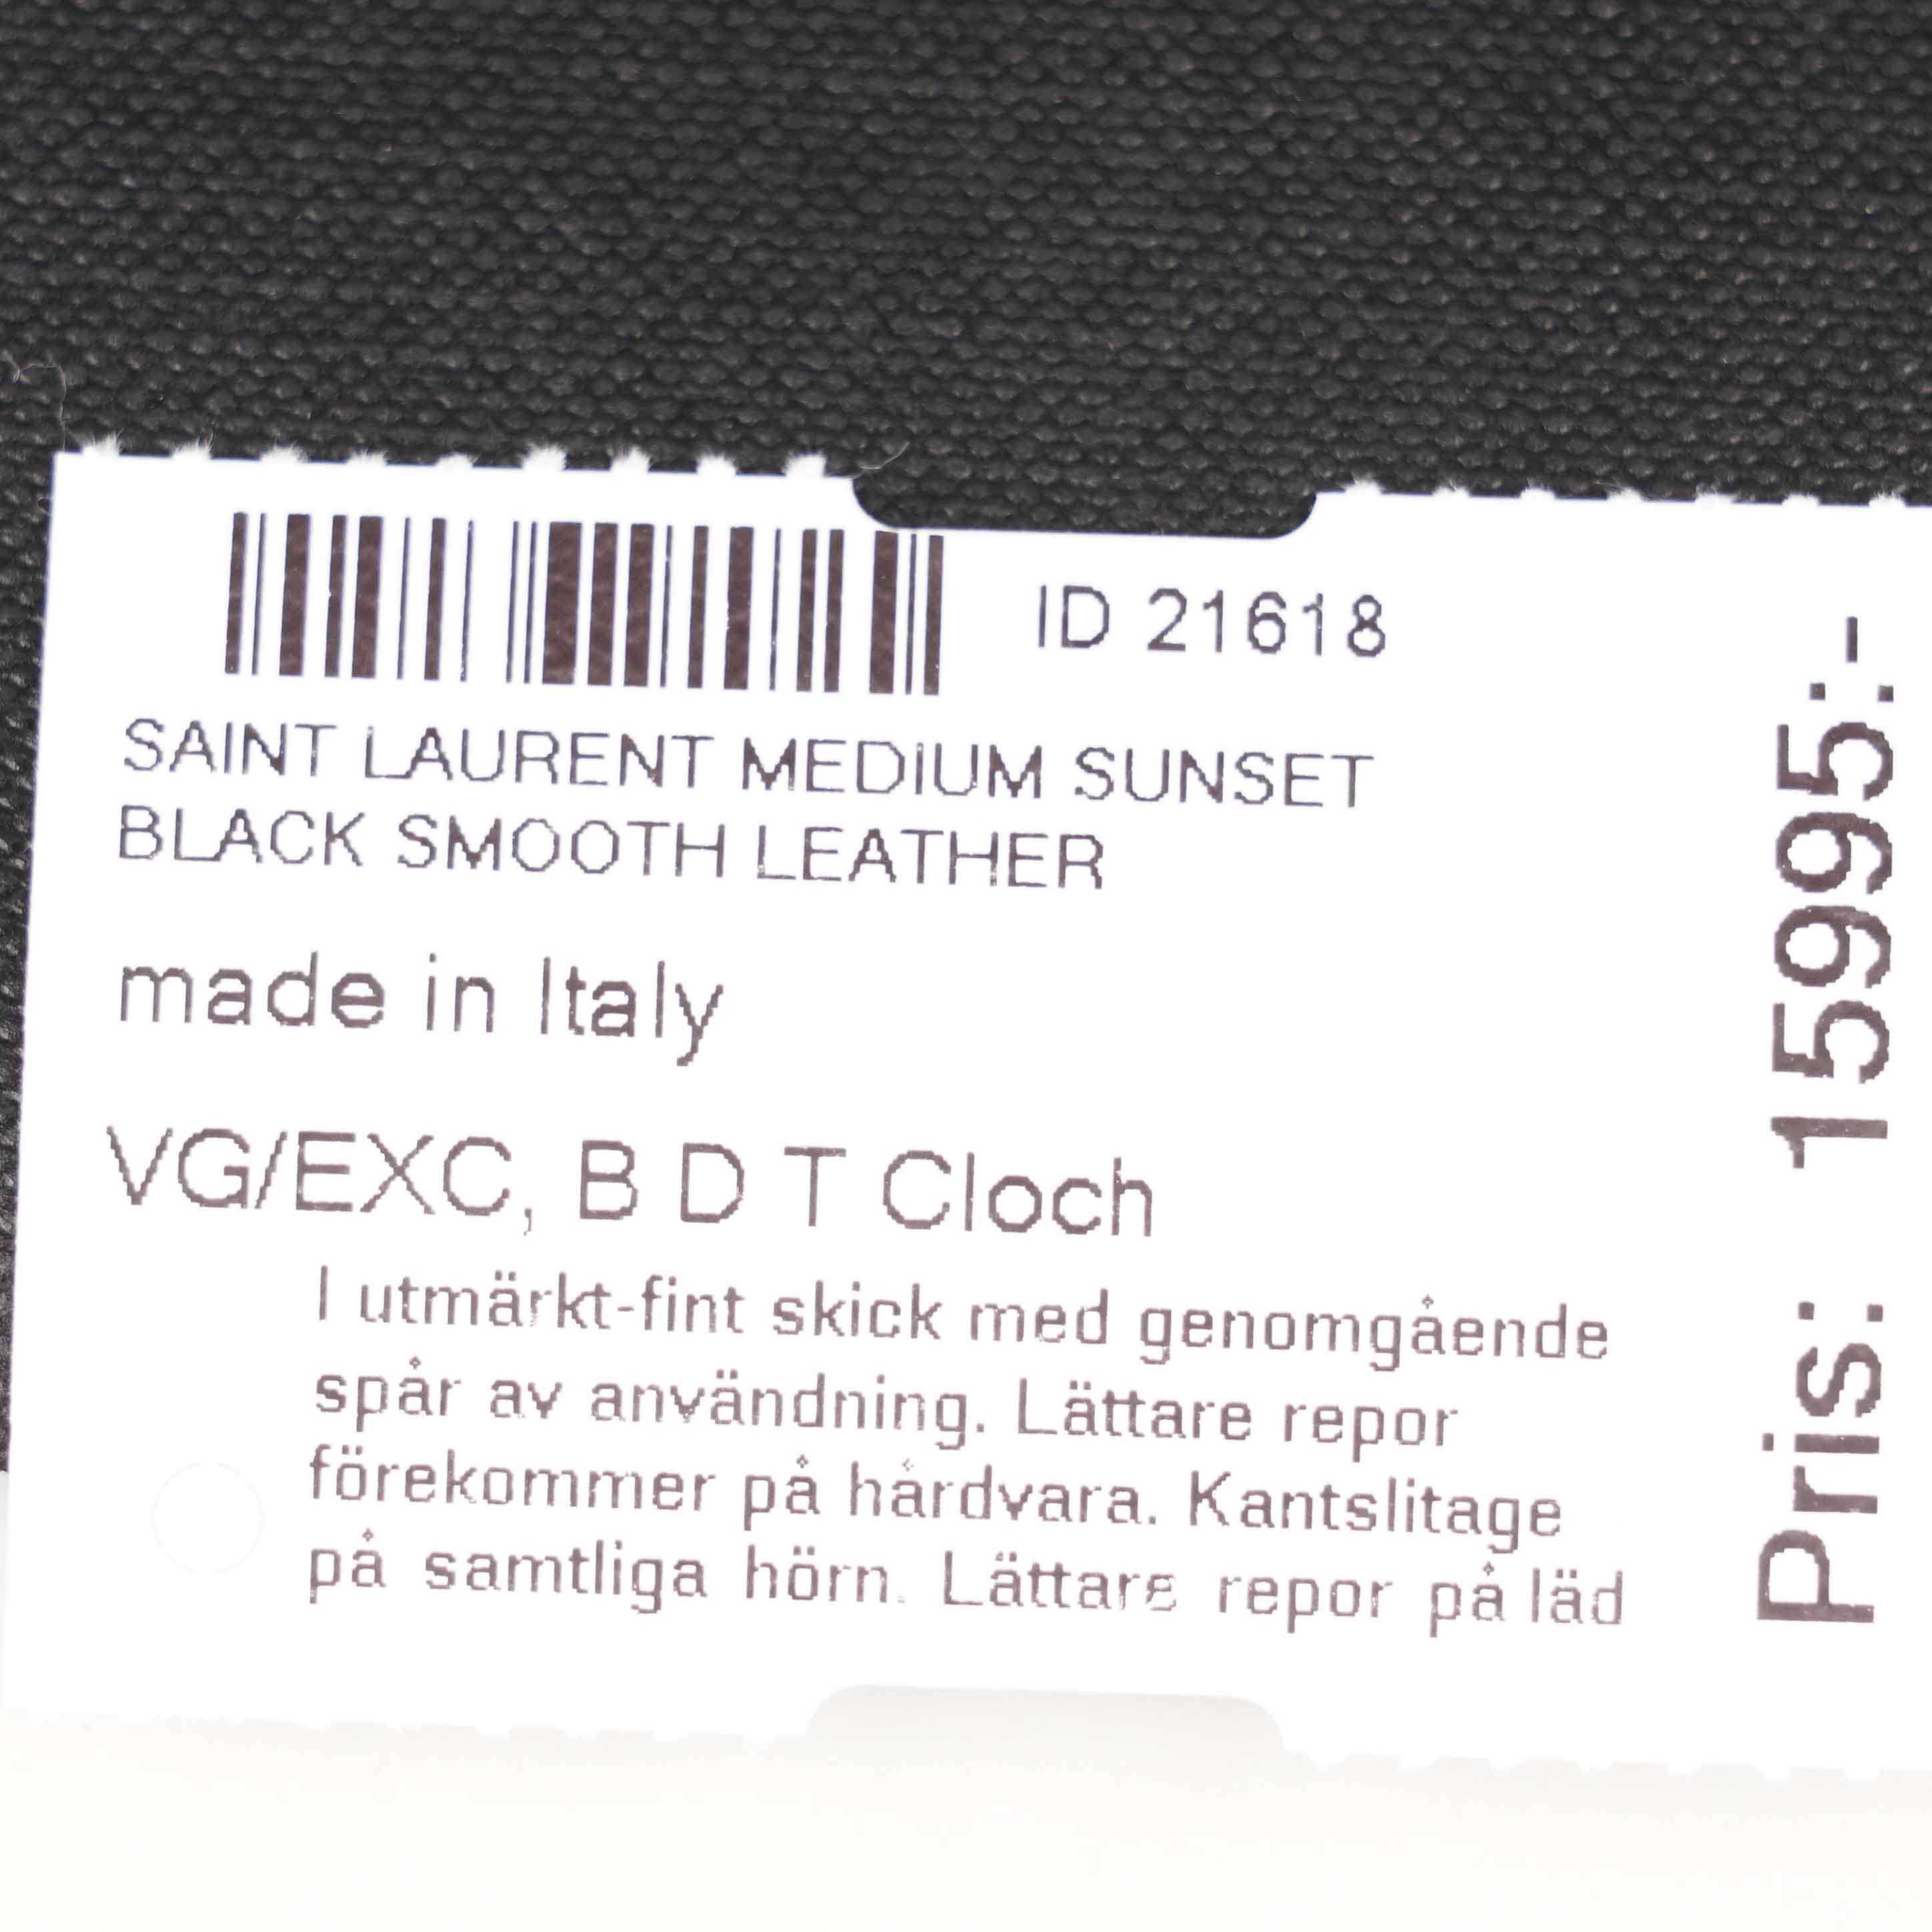 ID 21618
SAINT LAURENT MEDIUM SUNSET
BLACK SMOOTH LEATHER
made in Italy
VG/EXC, B D T Cloch
I utmärkt-fint skick med genomgående
spår av användning. Lättare repor
förekommer på hårdvara. Kantslitage
på samtliga hörn. Lättare repor på läd
Pris: 15995:-